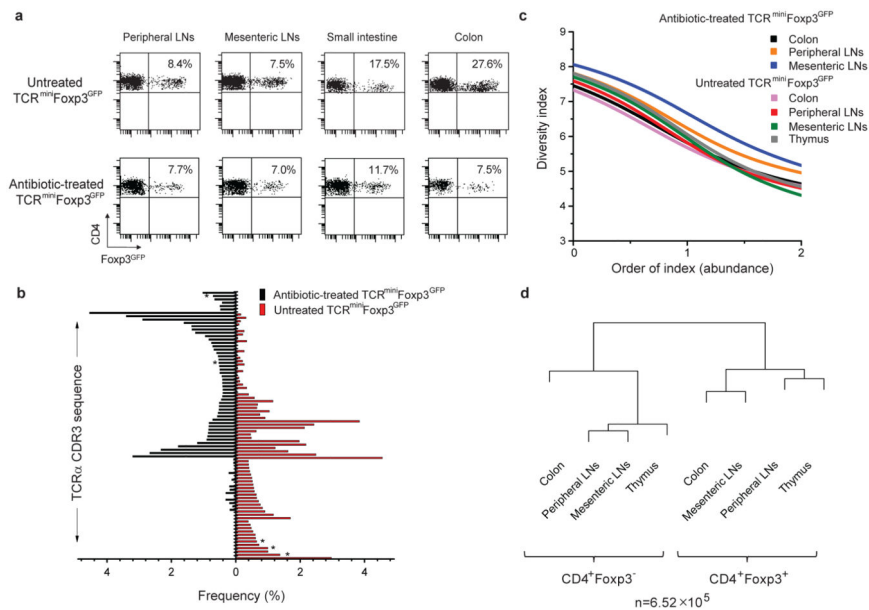 a
Peripheral LNs
Mesenteric LNs
Small intestine
Colon
Untreated
TCRminiFoxp3GFP
8.4%
7.5%
17.5%
27.6%
Antibiotic-treated
TCRminiFoxp3GFP
7.7%
7.0%
11.7%
7.5%
CD4
Foxp3GFP
b
Antibiotic-treated TCRminiFoxp3GFP
Untreated TCRminiFoxp3GFP
TCRα CDR3 sequence
*
*
*
*
*
4
2
0
2
4
Frequency (%)
c
Antibiotic-treated TCRminiFoxp3GFP
Colon
Peripheral LNs
Mesenteric LNs
Untreated TCRminiFoxp3GFP
Colon
Peripheral LNs
Mesenteric LNs
Thymus
Diversity index
9
8
7
6
5
4
3
0
1
2
Order of index (abundance)
d
Colon
Peripheral LNs
Mesenteric LNs
Thymus
Colon
Mesenteric LNs
Peripheral LNs
Thymus
CD4+Foxp3-
CD4+Foxp3+
n=6.52×105